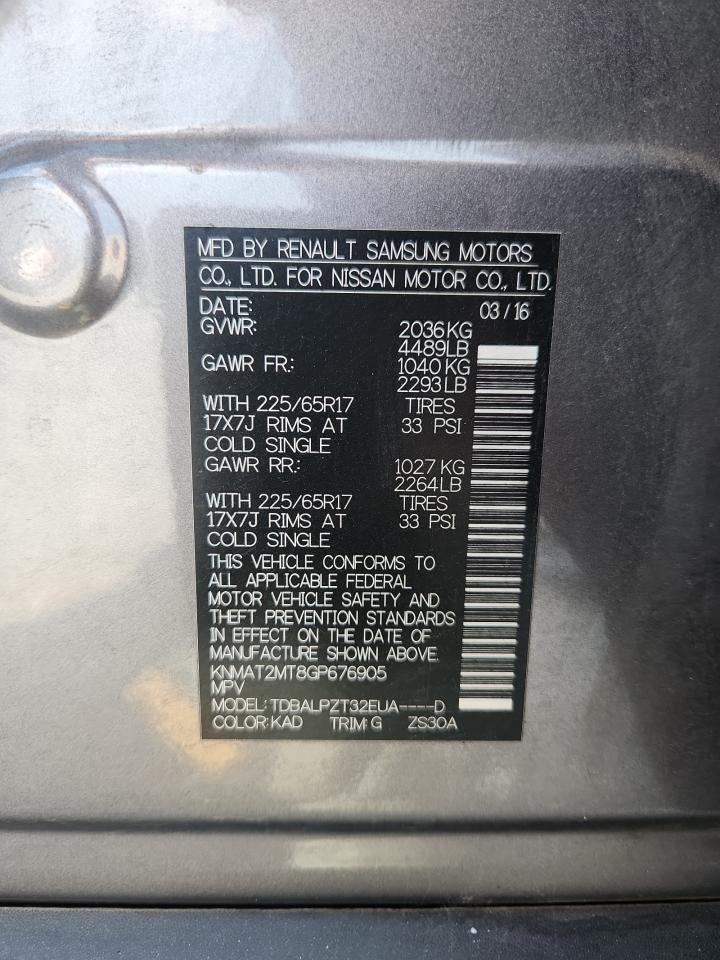 MFD BY RENAULT SAMSUNG MOTORS
CO., LTD. FOR NISSAN MOTOR CO., LTD.
DATE: 03/16
GVWR: 2036KG
4489LB
GAWR FR.: 1040 KG
2293LB
WITH 225/65R17 TIRES
17X7J RIMS AT 33 PSI
COLD SINGLE
GAWR RR.: 1027 KG
2264LB
WITH 225/65R17 TIRES
17X7J RIMS AT 33 PSI
COLD SINGLE
THIS VEHICLE CONFORMS TO
ALL APPLICABLE FEDERAL
MOTOR VEHICLE SAFETY AND
THEFT PREVENTION STANDARDS
IN EFFECT ON THE DATE OF
MANUFACTURE SHOWN ABOVE.
KNMAT2MT8GP676905
MPV
MODEL: TDBALPZT32EUA----D
COLOR: KAD TRIM: G ZS30A